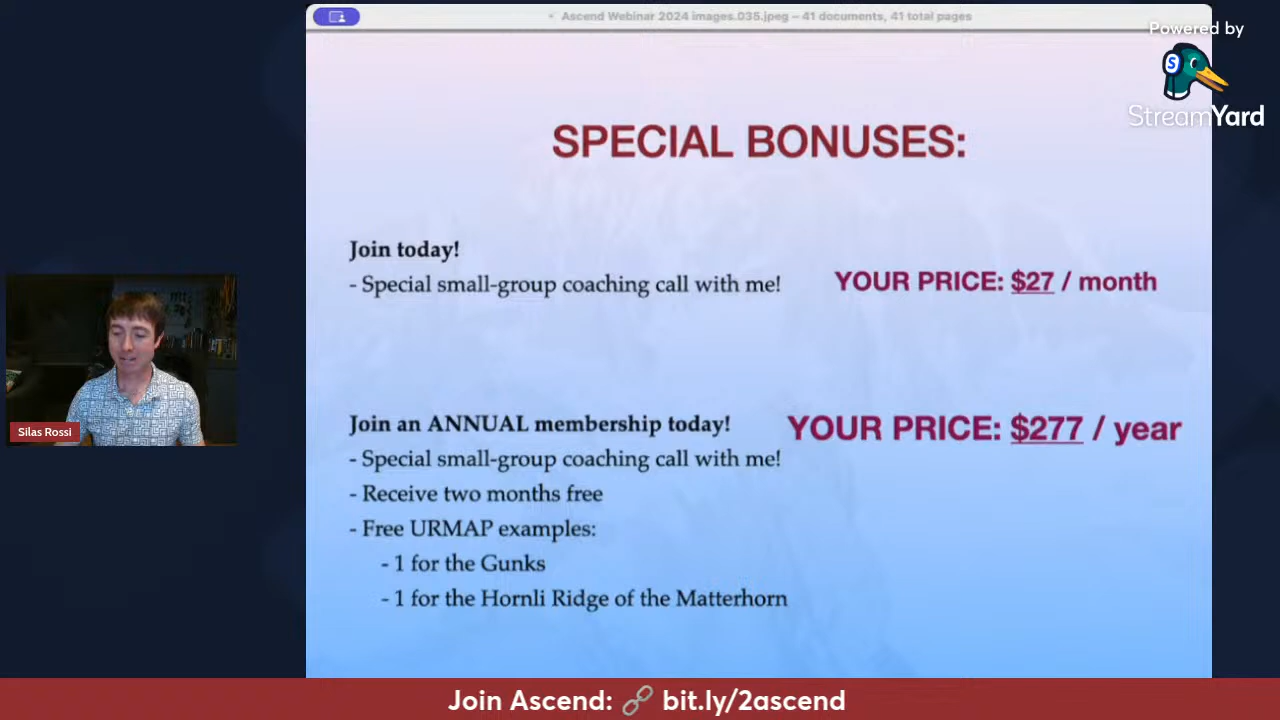 Ascend Webinar 2024 images.035.jpeg – 41 documents, 41 total pages
Powered by
S
StreamYard
SPECIAL BONUSES:
Join today!
- Special small-group coaching call with me!
YOUR PRICE: $27 / month
Join an ANNUAL membership today!
YOUR PRICE: $277 / year
- Special small-group coaching call with me!
- Receive two months free
- Free URMAP examples:
- 1 for the Gunks
- 1 for the Hornli Ridge of the Matterhorn
Silas Rossi
Join Ascend: 🔗 bit.ly/2ascend